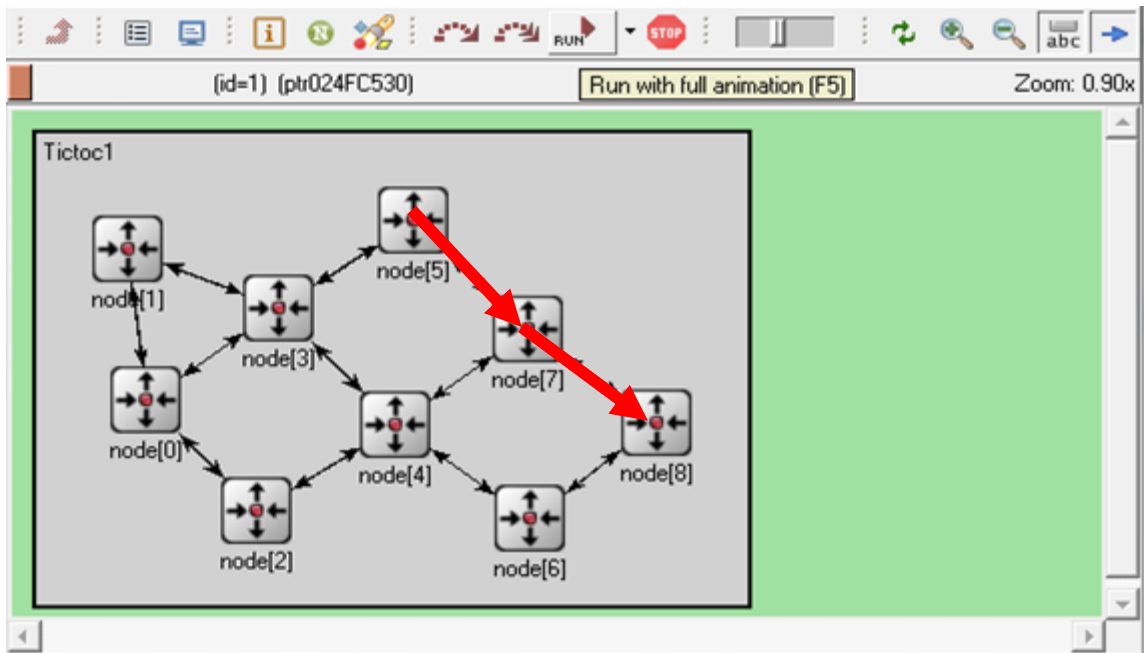 RUN
STOP
abc
(id=1) (ptr024FC530)
Run with full animation (F5)
Zoom: 0.90x
Tictoc1
node[5]
node[1]
node[3]
node[7]
node[0]
node[4]
node[8]
node[2]
node[6]
i
N